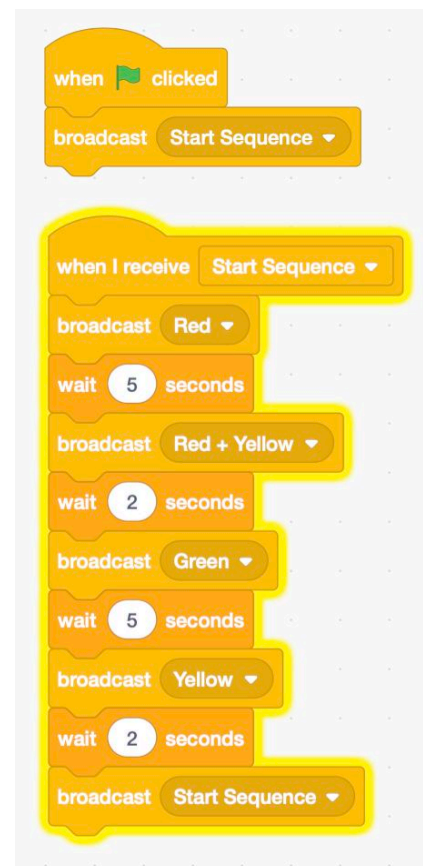 when clicked
broadcast Start Sequence
when I receive Start Sequence
broadcast Red
wait 5 seconds
broadcast Red + Yellow
wait 2 seconds
broadcast Green
wait 5 seconds
broadcast Yellow
wait 2 seconds
broadcast Start Sequence